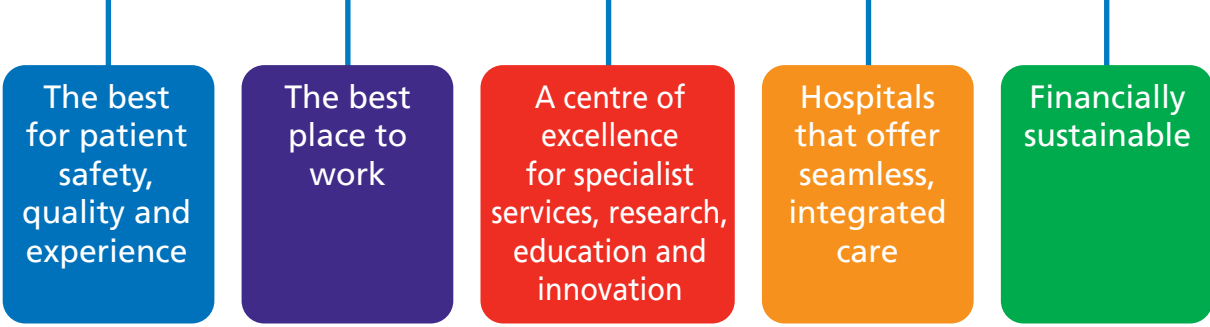 The best
for patient
safety,
quality and
experience
The best
place to
work
A centre of
excellence
for specialist
services, research,
education and
innovation
Hospitals
that offer
seamless,
integrated
care
Financially
sustainable